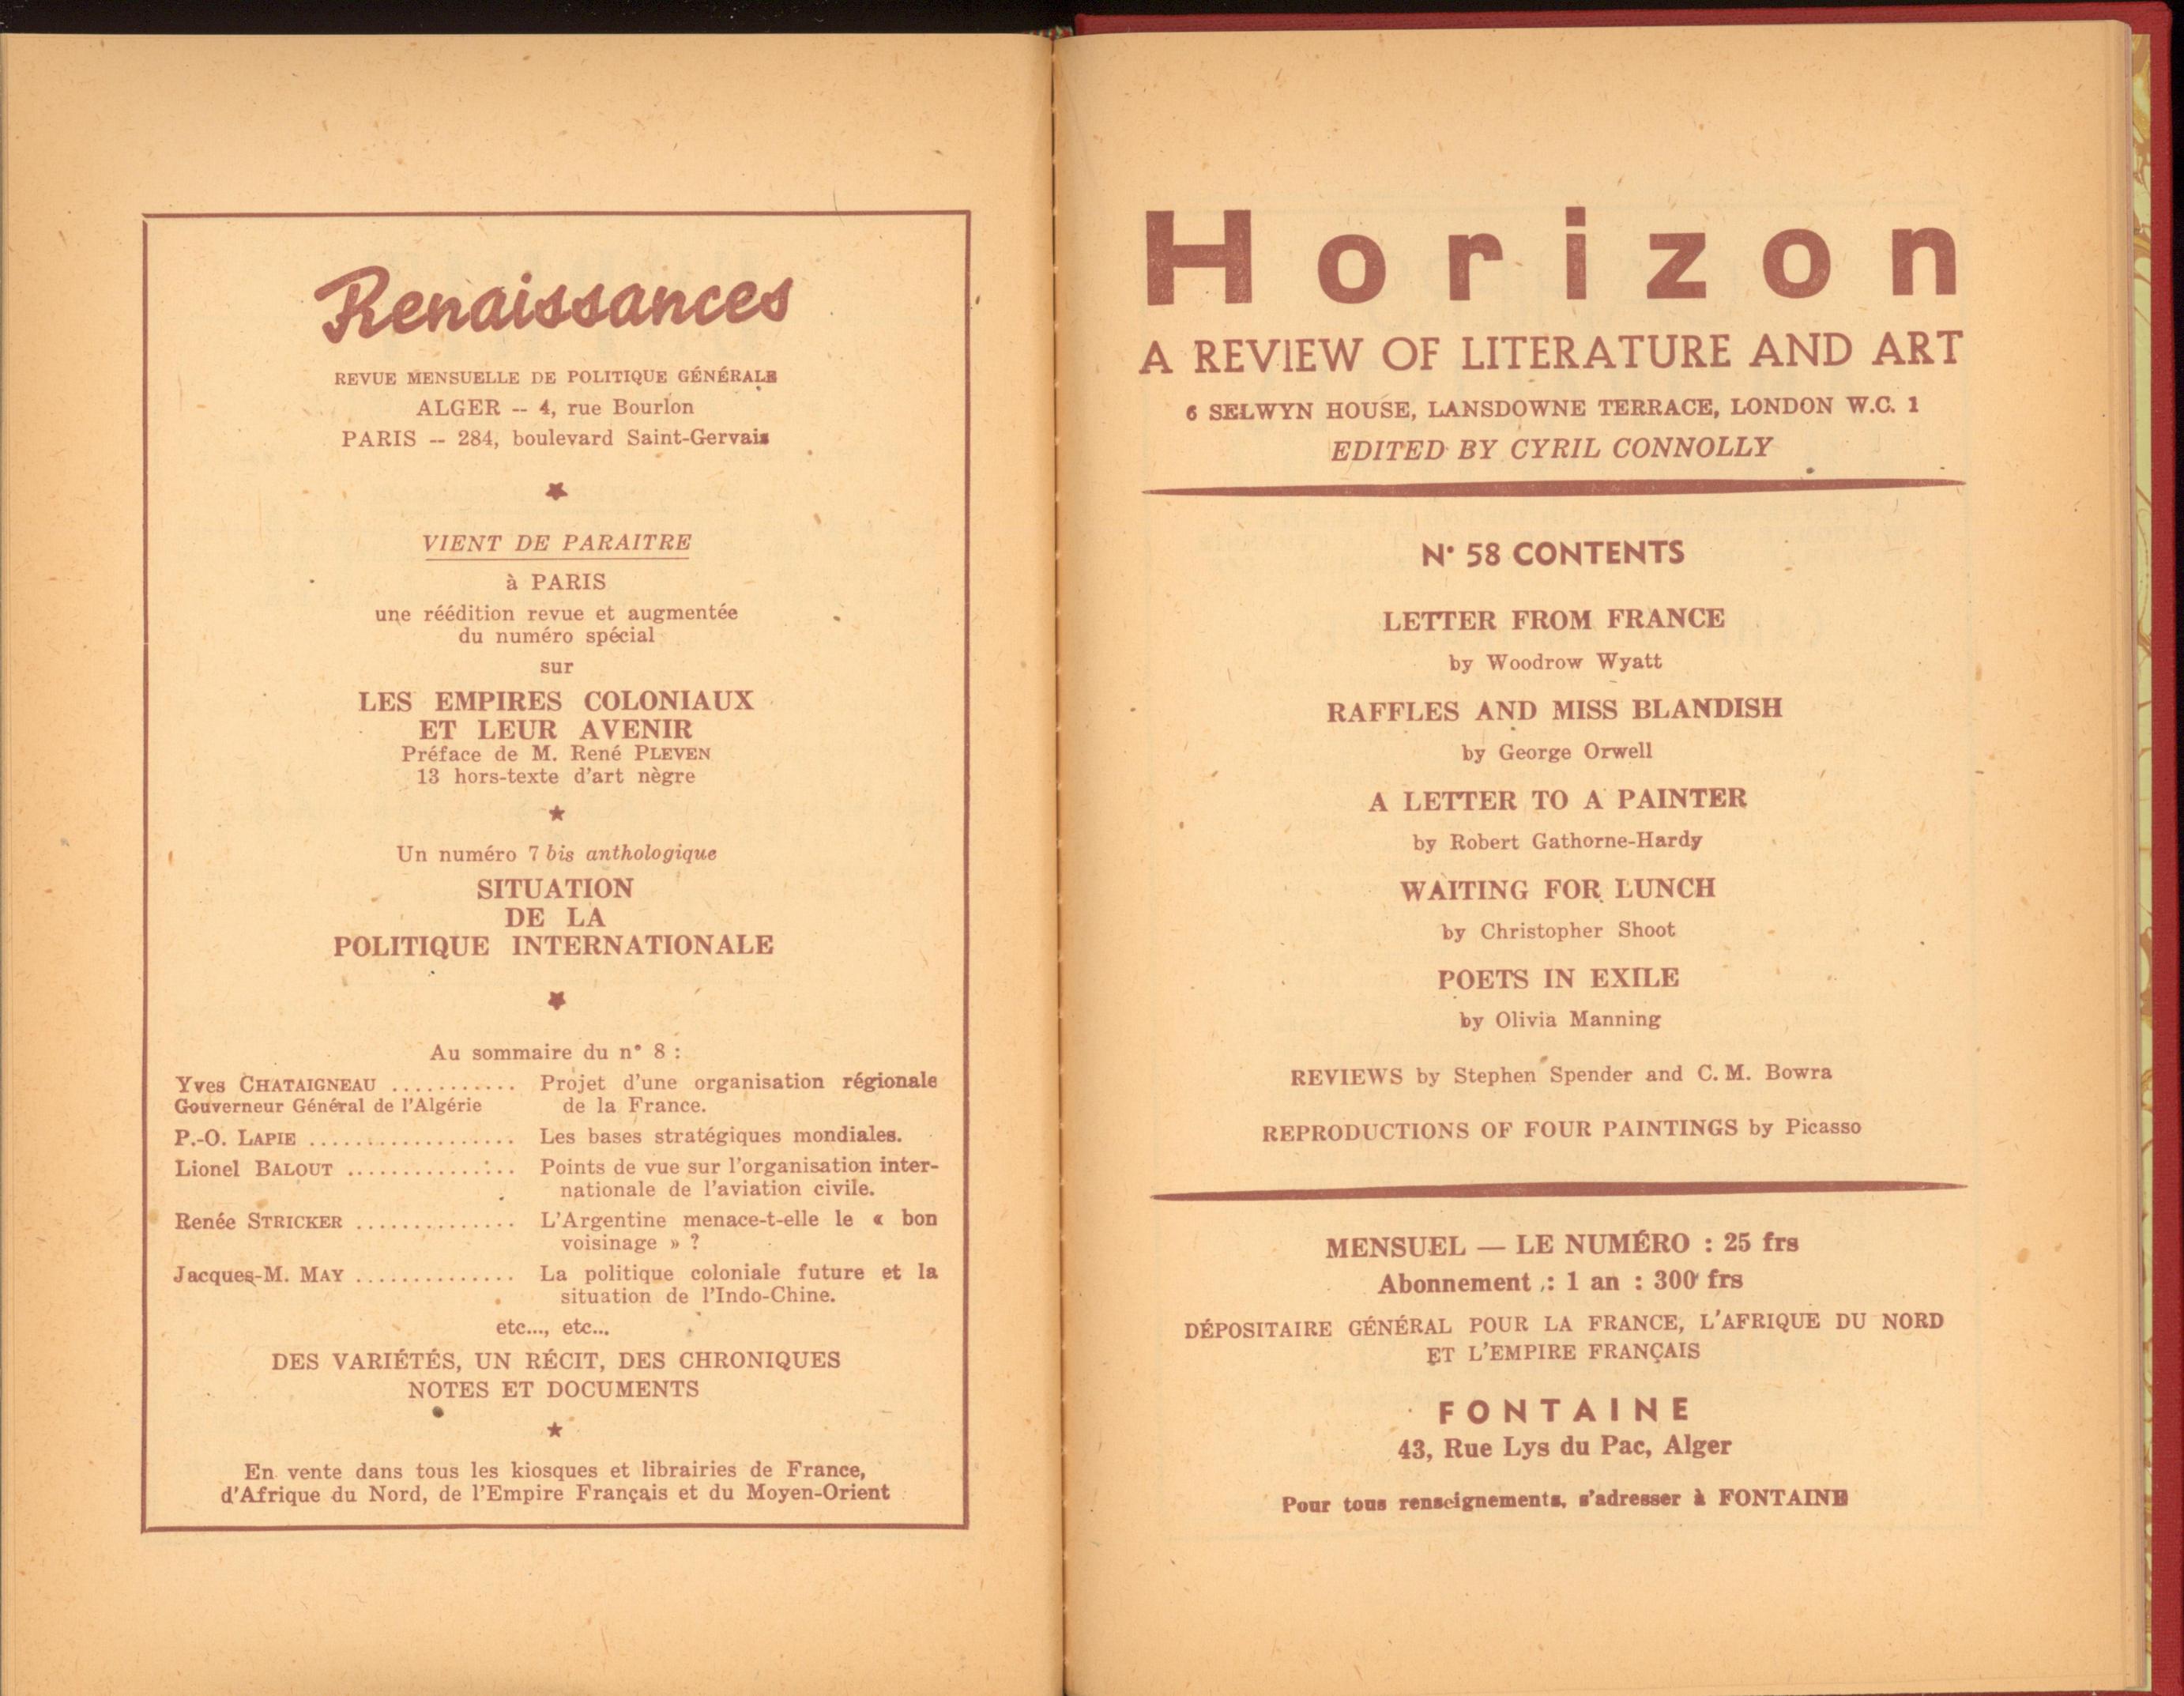 Renaissances
REVUE MENSUELLE DE POLITIQUE GÉNÉRALE
ALGER -- 4, rue Bourlon
PARIS -- 284, boulevard Saint-Gervais
VIENT DE PARAITRE
à PARIS
une réédition revue et augmentée
du numéro spécial
sur
LES EMPIRES COLONIAUX
ET LEUR AVENIR
Préface de M. René PLEVEN
13 hors-texte d'art nègre
Un numéro 7 bis anthologique
SITUATION
DE LA
POLITIQUE INTERNATIONALE
Au sommaire du n° 8 :
Yves CHATAIGNEAU ........... Projet d'une organisation régionale
Gouverneur Général de l'Algérie de la France.
P.-O. LAPIE .................. Les bases stratégiques mondiales.
Lionel BALOUT ............... Points de vue sur l'organisation inter-
nationale de l'aviation civile.
Renée STRICKER .............. L'Argentine menace-t-elle le « bon
voisinage » ?
Jacques-M. MAY .............. La politique coloniale future et la
situation de l'Indo-Chine.
etc..., etc...
DES VARIÉTÉS, UN RÉCIT, DES CHRONIQUES
NOTES ET DOCUMENTS
En vente dans tous les kiosques et librairies de France,
d'Afrique du Nord, de l'Empire Français et du Moyen-Orient
Horizon
A REVIEW OF LITERATURE AND ART
6 SELWYN HOUSE, LANSDOWNE TERRACE, LONDON W.C. 1
EDITED BY CYRIL CONNOLLY
N° 58 CONTENTS
LETTER FROM FRANCE
by Woodrow Wyatt
RAFFLES AND MISS BLANDISH
by George Orwell
A LETTER TO A PAINTER
by Robert Gathorne-Hardy
WAITING FOR LUNCH
by Christopher Shoot
POETS IN EXILE
by Olivia Manning
REVIEWS by Stephen Spender and C. M. Bowra
REPRODUCTIONS OF FOUR PAINTINGS by Picasso
MENSUEL — LE NUMÉRO : 25 frs
Abonnement : 1 an : 300 frs
DÉPOSITAIRE GÉNÉRAL POUR LA FRANCE, L'AFRIQUE DU NORD
ET L'EMPIRE FRANÇAIS
FONTAINE
43, Rue Lys du Pac, Alger
Pour tous renseignements, s'adresser à FONTAINE